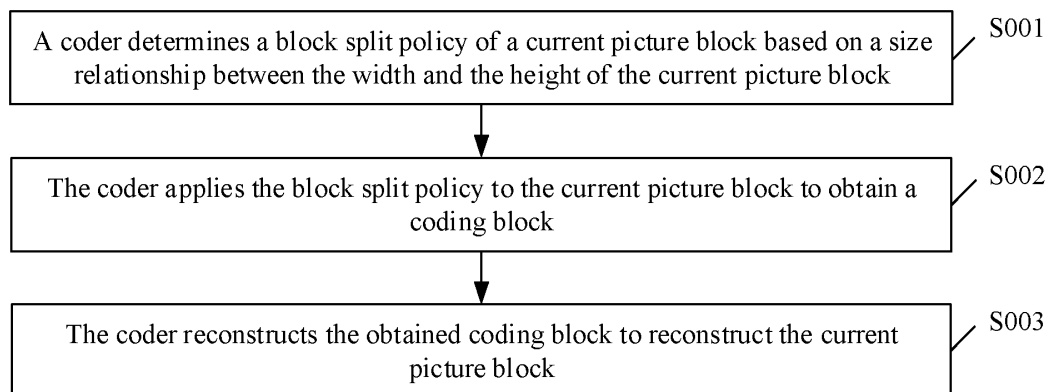 A coder determines a block split policy of a current picture block based on a size
relationship between the width and the height of the current picture block
S001
The coder applies the block split policy to the current picture block to obtain a
coding block
S002
The coder reconstructs the obtained coding block to reconstruct the current
picture block
S003